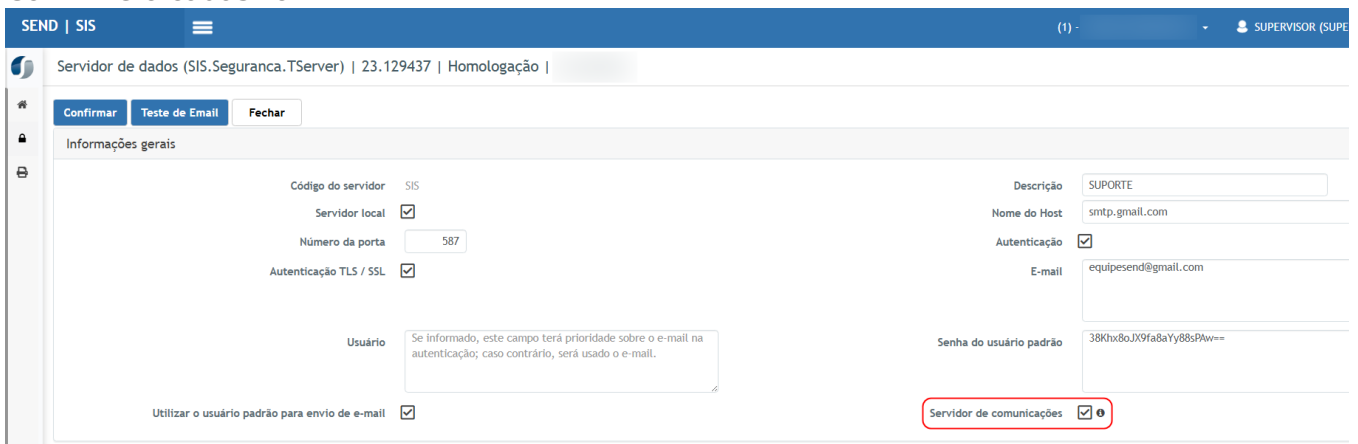 SEND | SIS
(1) -
SUPERVISOR (SUPE
Servidor de dados (SIS.Seguranca.TServer) | 23.129437 | Homologação |
Confirmar Teste de Email Fechar
Informações gerais
Código do servidor SIS Descrição SUPORTE
Servidor local Nome do Host smtp.gmail.com
Número da porta 587 Autenticação
Autenticação TLS / SSL E-mail equipesend@gmail.com
Usuário Se informado, este campo terá prioridade sobre o e-mail na
autenticação; caso contrário, será usado o e-mail.
Senha do usuário padrão 38Khx8oJX9fa8aYy88sPAw==
Utilizar o usuário padrão para envio de e-mail Servidor de comunicações